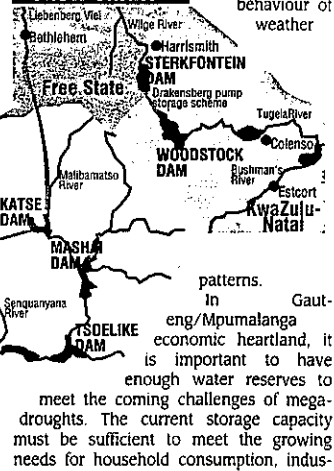 behaviour of
weather
Liebenberg Vlei
Bethlehem
Wilge River
Harrismith
STERKFONTEIN
DAM
Free State
Drakensberg pump
storage scheme
Tugela River
Colenso
WOODSTOCK
DAM
Bushman's
River
Estcort
KwaZulu-
Natal
Malibamatso
River
KATSE
DAM
MASHAI
DAM
Senqunyana
River
TSOELIKE
DAM
patterns.
In Gaut-
eng/Mpumalanga
economic heartland, it
is important to have
enough water reserves to
meet the coming challenges of mega-
droughts. The current storage capacity
must be sufficient to meet the growing
needs for household consumption, indus-